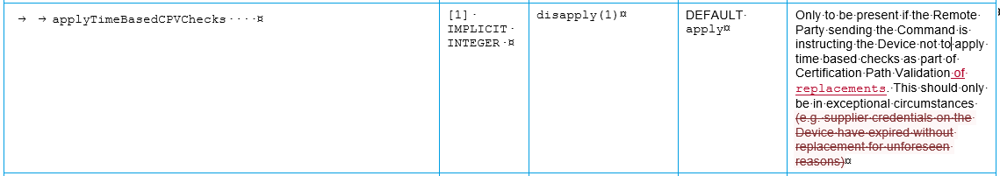 applyTimeBasedCPVChecks
[1]
IMPLICIT
INTEGER
disapply(1)
DEFAULT
apply
Only to be present if the Remote
Party sending the Command is
instructing the Device not to apply
time based checks as part of
Certification Path Validation of
replacements. This should only
be in exceptional circumstances
(e.g. supplier credentials on the
Device have expired without
replacement for unforeseen
reasons)